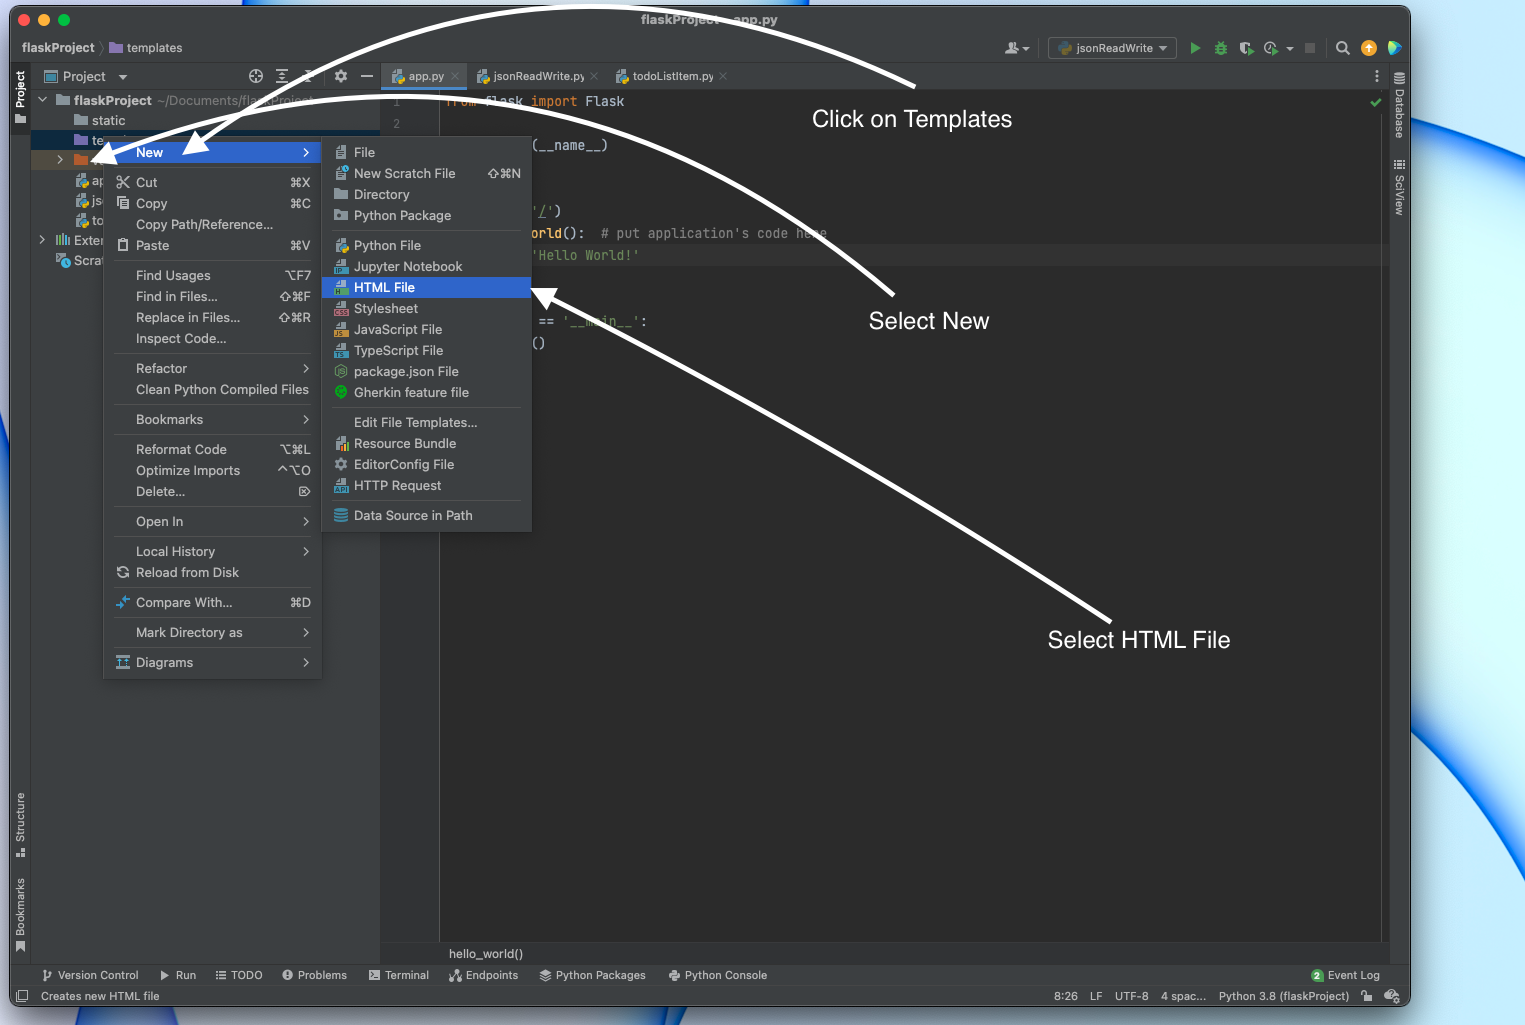 flaskProject – app.py
flaskProject
templates
jsonReadWrite
Project
Project
app.py
jsonReadWrite.py
todoListItem.py
flaskProject ~/Documents/flaskProject
static
Exter
Scrat
1
2
from flask import Flask
(__name__)
'/')
orld():  # put application's code here
'Hello World!'
== '__main__':
()
Click on Templates
Select New
Select HTML File
New
Cut ⌘X
Copy ⌘C
Copy Path/Reference...
Paste ⌘V
Find Usages ⌥F7
Find in Files... ⇧⌘F
Replace in Files... ⇧⌘R
Inspect Code...
Refactor
Clean Python Compiled Files
Bookmarks
Reformat Code ⌥⌘L
Optimize Imports ^⌥O
Delete... ⌦
Open In
Local History
Reload from Disk
Compare With... ⌘D
Mark Directory as
Diagrams
File
New Scratch File ⇧⌘N
Directory
Python Package
Python File
Jupyter Notebook
HTML File
Stylesheet
JavaScript File
TypeScript File
package.json File
Gherkin feature file
Edit File Templates...
Resource Bundle
EditorConfig File
HTTP Request
Data Source in Path
Database
SciView
Structure
Bookmarks
hello_world()
Version Control
Run
TODO
Problems
Terminal
Endpoints
Python Packages
Python Console
2 Event Log
Creates new HTML file
8:26 LF UTF-8 4 spac... Python 3.8 (flaskProject)